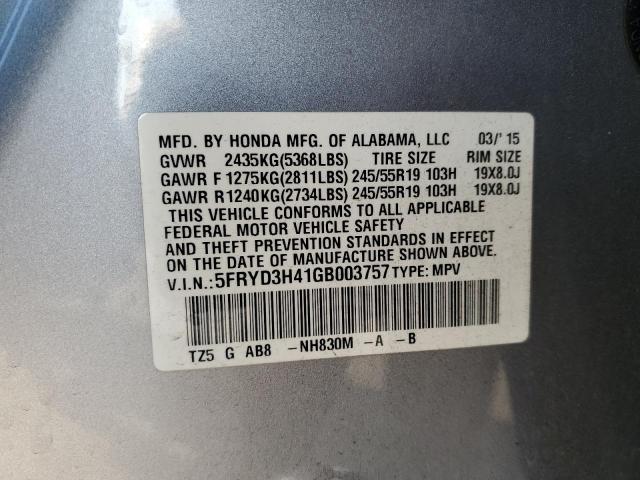 MFD. BY HONDA MFG. OF ALABAMA, LLC 03/'15
GVWR 2435KG(5368LBS) TIRE SIZE RIM SIZE
GAWR F 1275KG(2811LBS) 245/55R19 103H 19X8.0J
GAWR R 1240KG(2734LBS) 245/55R19 103H 19X8.0J
THIS VEHICLE CONFORMS TO ALL APPLICABLE
FEDERAL MOTOR VEHICLE SAFETY
AND THEFT PREVENTION STANDARDS IN EFFECT
ON THE DATE OF MANUFACTURE SHOWN ABOVE.
V.I.N.: 5FRYD3H41GB003757 TYPE: MPV
TZ5 G AB8 -NH830M -A -B